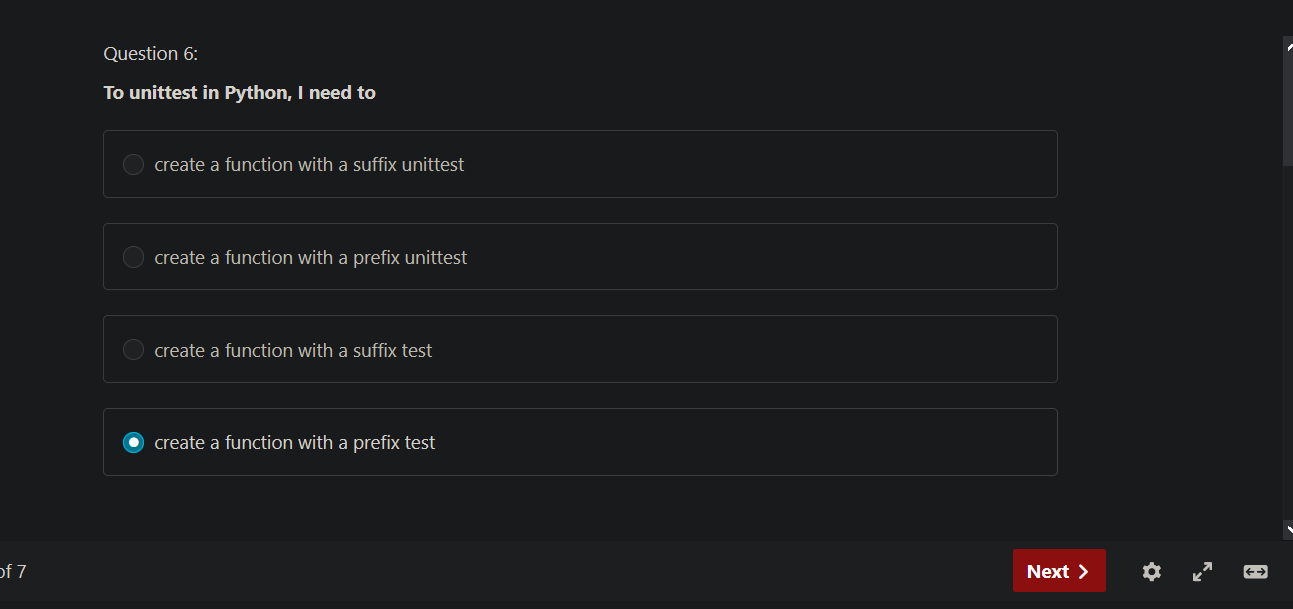 Question 6:
To unittest in Python, I need to
create a function with a suffix unittest
create a function with a prefix unittest
create a function with a suffix test
create a function with a prefix test
of 7
Next